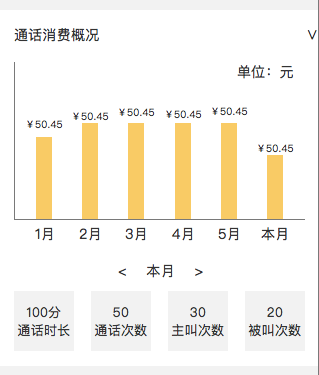 通话消费概况 ∨
单位：元
¥50.45 ¥50.45 ¥50.45 ¥50.45 ¥50.45 ¥50.45
1月 2月 3月 4月 5月 本月
< 本月 >
100分 50 30 20
通话时长 通话次数 主叫次数 被叫次数